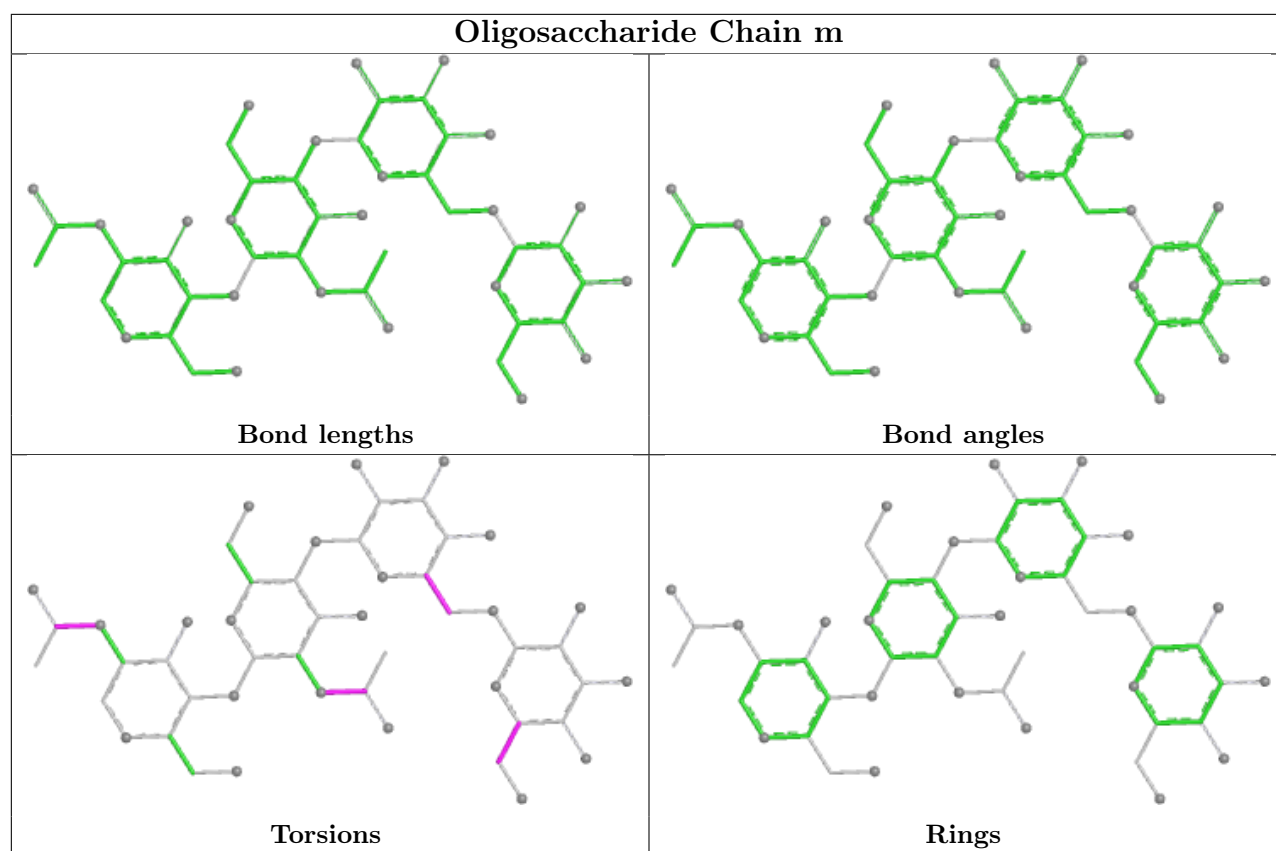 Oligosaccharide Chain m
Bond lengths
Bond angles
Torsions
Rings